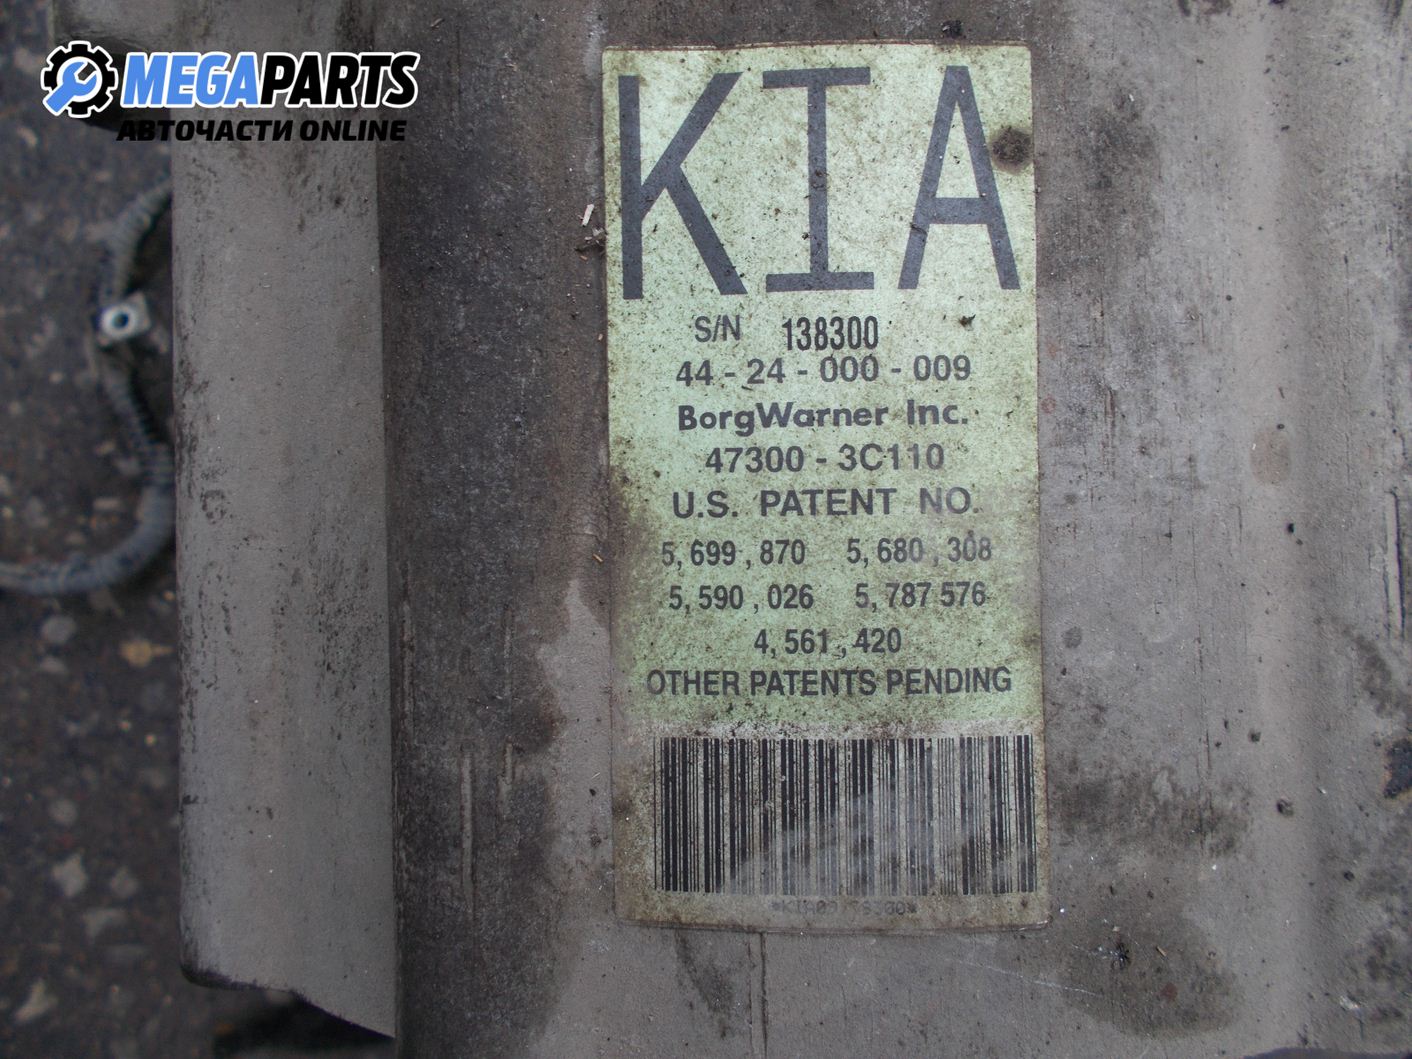 MEGAPARTS
АВТОЧАСТИ ONLINE
KIA
S/N 138300
44 - 24 - 000 - 009
BorgWarner Inc.
47300 - 3C110
U.S. PATENT NO.
5,699,870 5,680,308
5,590,026 5,787 576
4,561,420
OTHER PATENTS PENDING